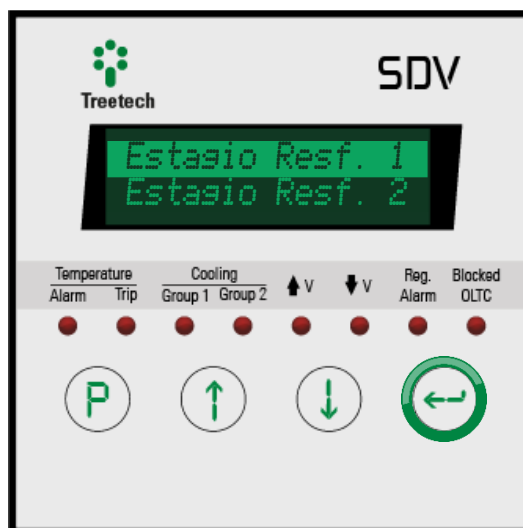 Treetech
SDV
Estagio Resf. 1
Estagio Resf. 2
Temperature
Cooling
V
V
Reg.
Blocked
Alarm
Trip
Group 1
Group 2
Alarm
OLTC
P